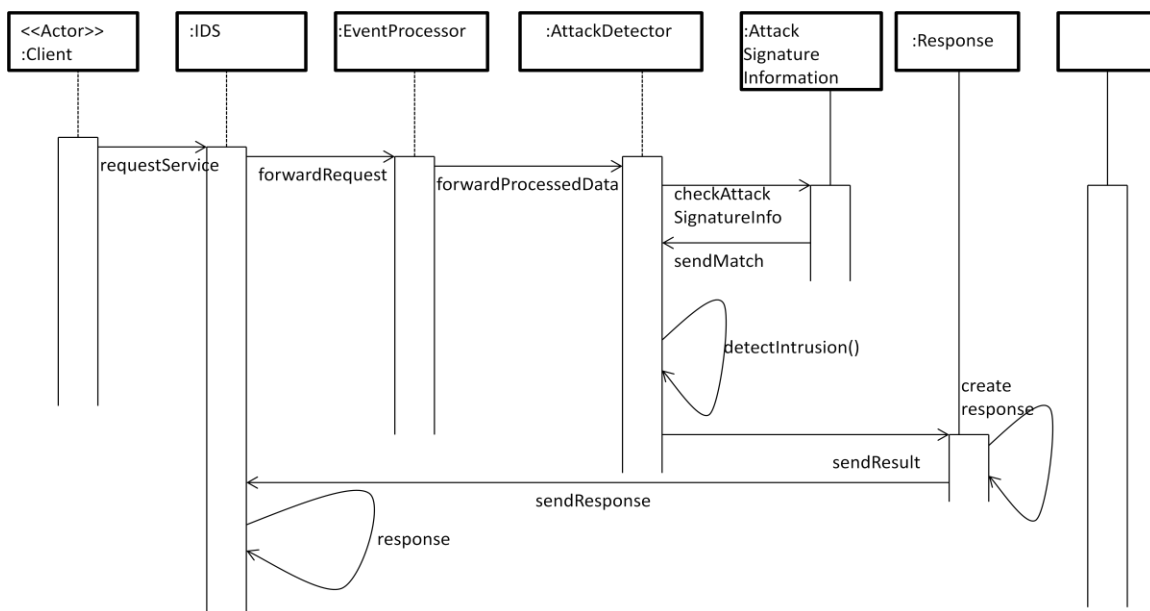 <<Actor>>
:Client
:IDS
:EventProcessor
:AttackDetector
:Attack
Signature
Information
:Response
requestService
forwardRequest
forwardProcessedData
checkAttack
SignatureInfo
sendMatch
detectIntrusion()
create
response
sendResult
sendResponse
response